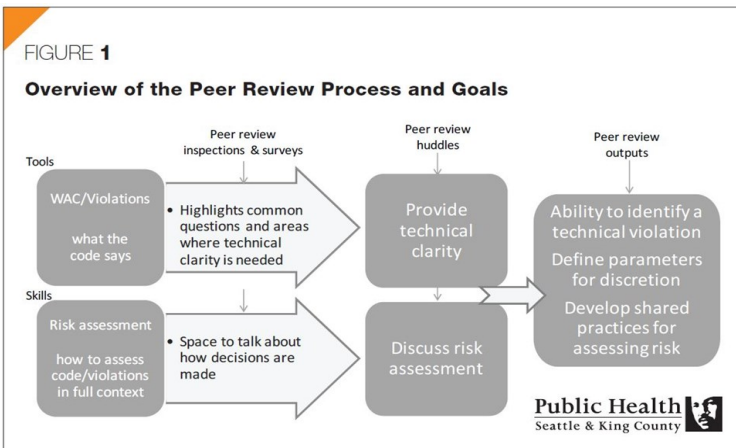 FIGURE 1
Overview of the Peer Review Process and Goals
Peer review
inspections & surveys
Peer review
huddles
Peer review
outputs
Tools
WAC/Violations
what the
code says
• Highlights common
questions and areas
where technical
clarity is needed
Provide
technical
clarity
Ability to identify a
technical violation
Define parameters
for discretion
Develop shared
practices for
assessing risk
Skills
Risk assessment
how to assess
code/violations
in full context
• Space to talk about
how decisions are
made
Discuss risk
assessment
Public Health
Seattle & King County